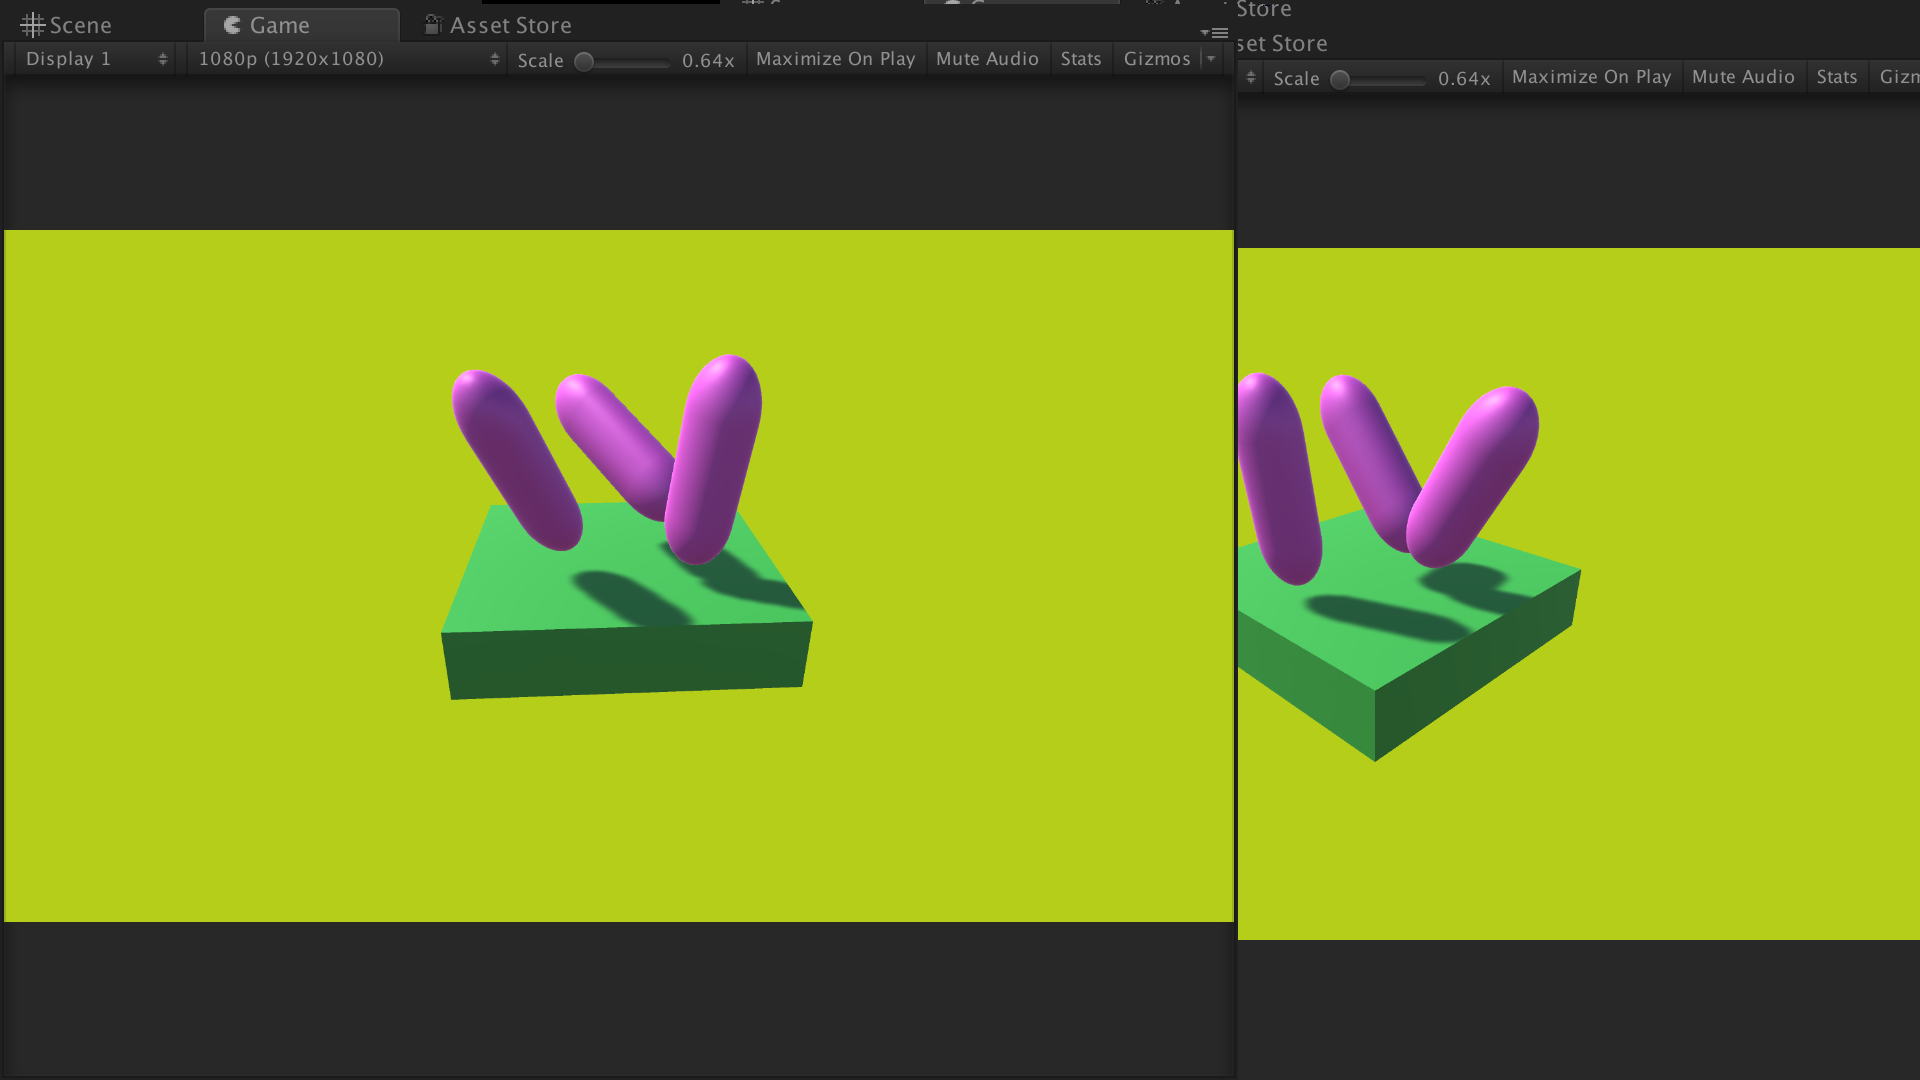 Scene Game Asset Store
Display 1 1080p (1920x1080) Scale 0.64x Maximize On Play Mute Audio Stats Gizmos
Store
set Store
Scale 0.64x Maximize On Play Mute Audio Stats Gizm